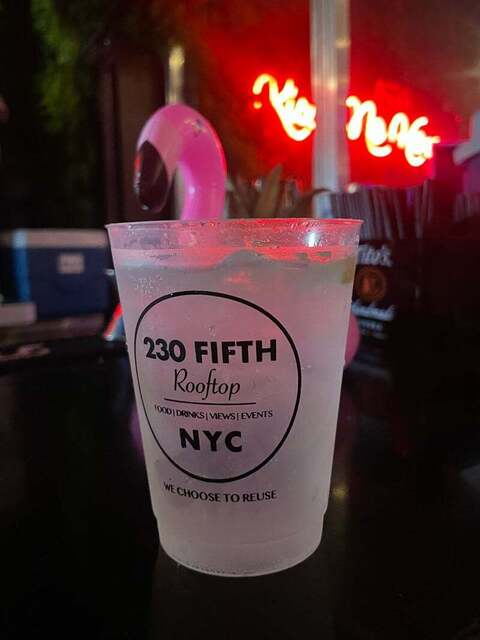 230 FIFTH
Rooftop
FOOD | DRINKS | VIEWS | EVENTS
NYC
WE CHOOSE TO REUSE